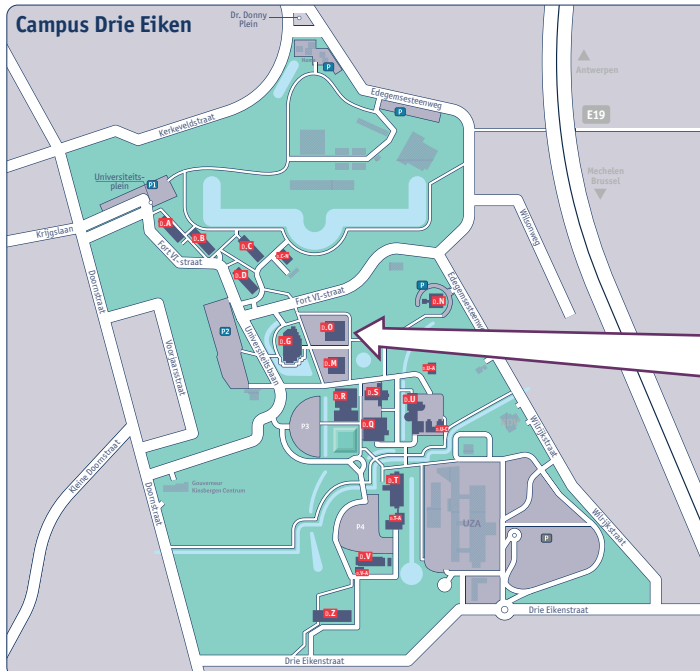 Campus Drie Eiken
Dr. Donny
Plein
P
Edegemsesteenweg
P
Antwerpen
E19
Kerkeveldstraat
Mechelen
Brussel
Universiteits-
plein
P1
Krijgslaan
D.A
D.B
D.C
D.D
Fort VI-straat
Doornstraat
Wilsonweg
Fort VI-straat
Edegemsesteenweg
P
D.N
P2
Universiteitsbaan
D.O
D.G
D.M
Voorjaarsstraat
D.U-A
D.R
D.S
D.U
D.Q
P3
Wilrijkstraat
Kleine Doornstraat
Gouverneur
Kinsbergen Centrum
Doornstraat
D.T
UZA
P4
P
Wilrijkstraat
D.V
D.Z
Drie Eikenstraat
Drie Eikenstraat